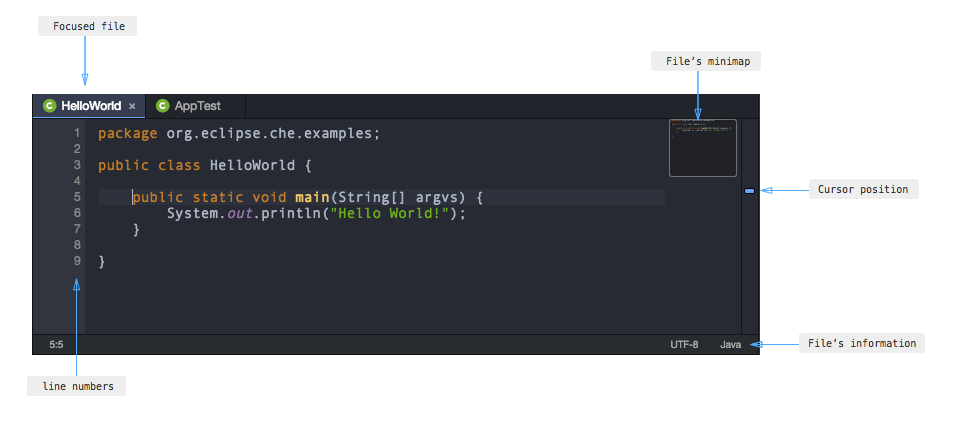 Focused file
File's minimap
C HelloWorld × C AppTest
1 package org.eclipse.che.examples;
2
3 public class HelloWorld {
4
5 public static void main(String[] argvs) {
Cursor position
6 System.out.println("Hello World!");
7 }
8
9 }
5:5 UTF-8 Java
File's information
line numbers